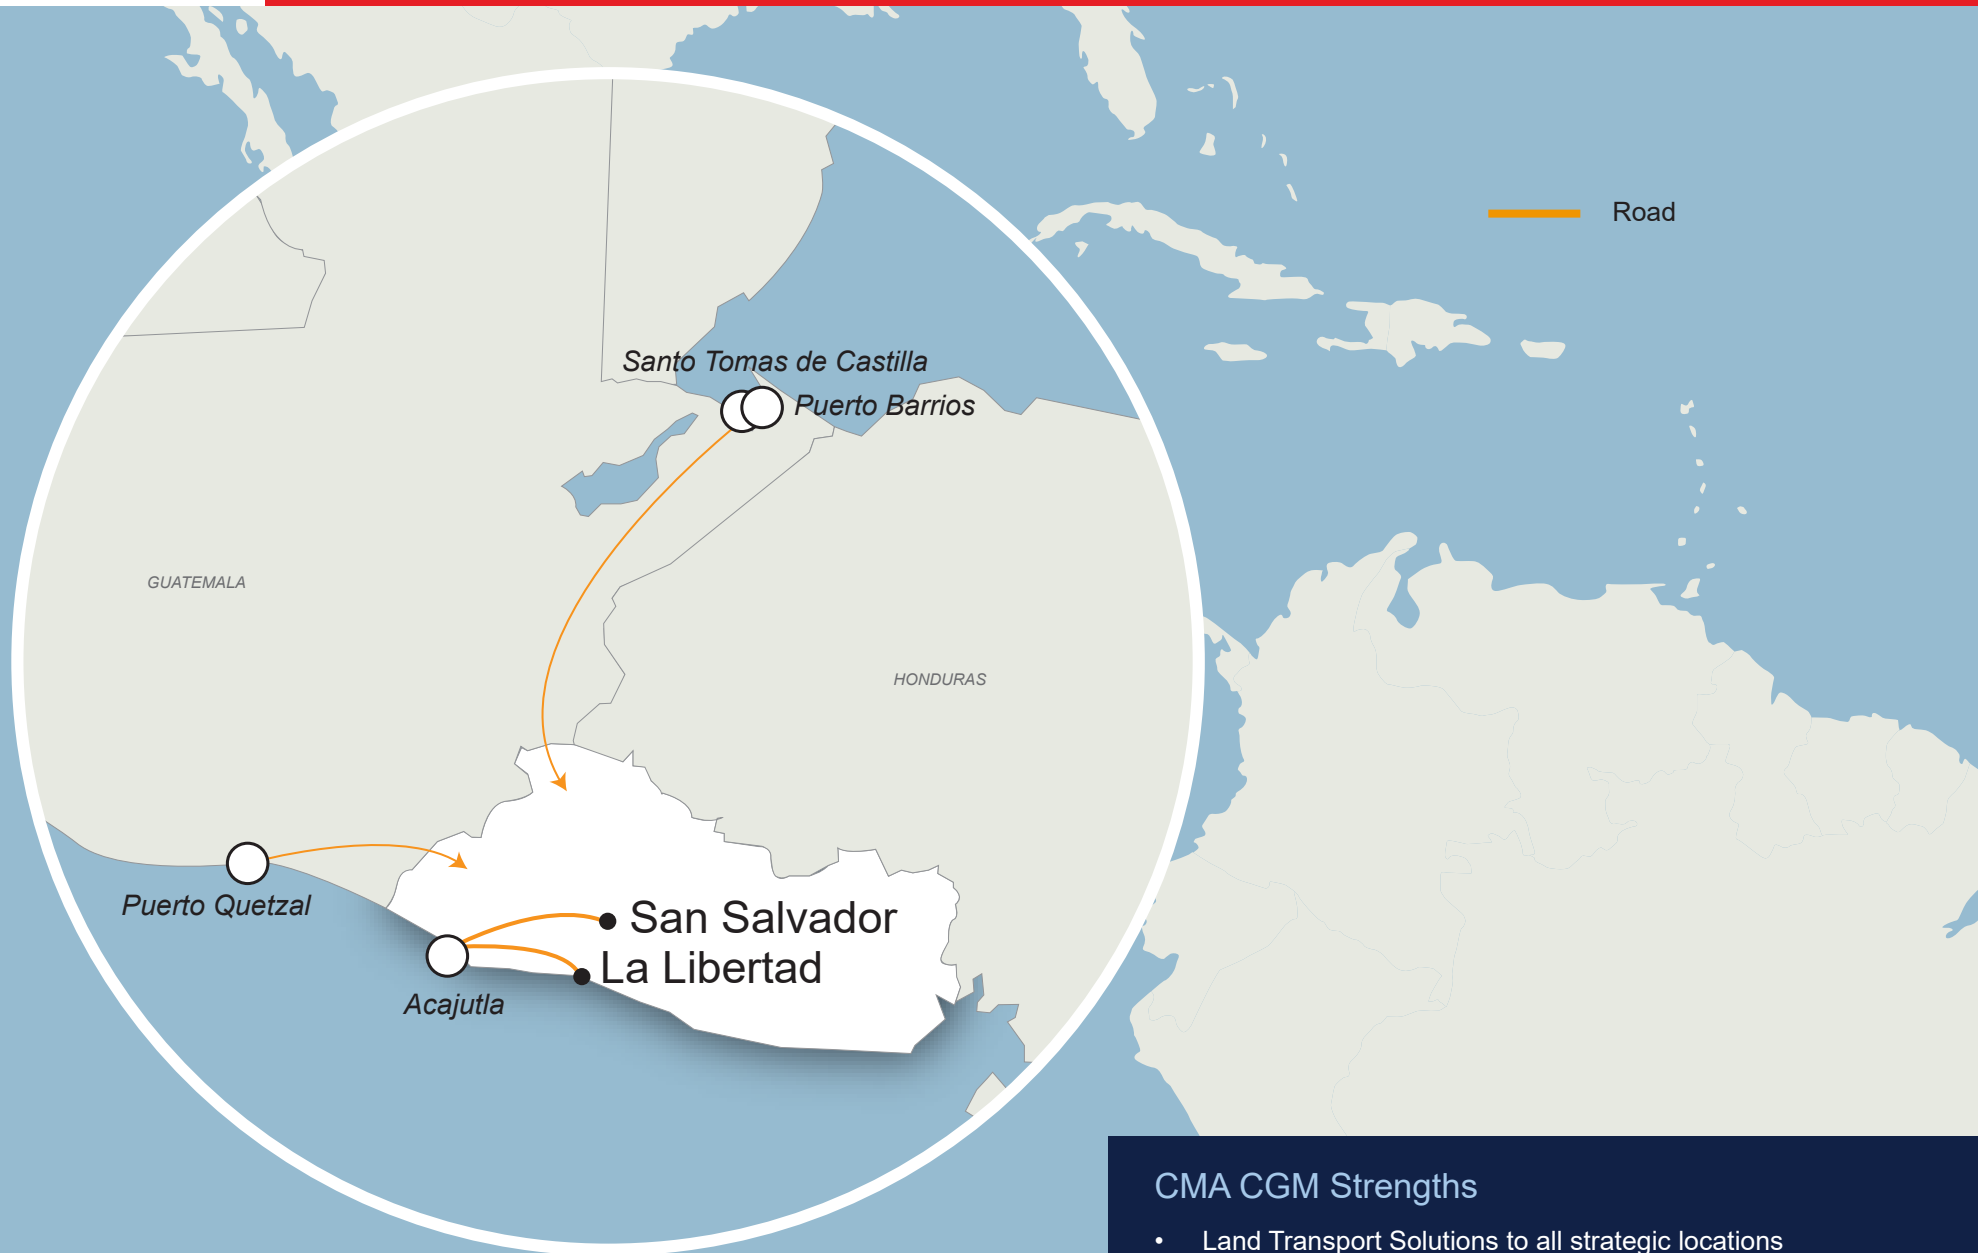 Road
Santo Tomas de Castilla
Puerto Barrios
GUATEMALA
HONDURAS
Puerto Quetzal
San Salvador
La Libertad
Acajutla
CMA CGM Strengths
• Land Transport Solutions to all strategic locations